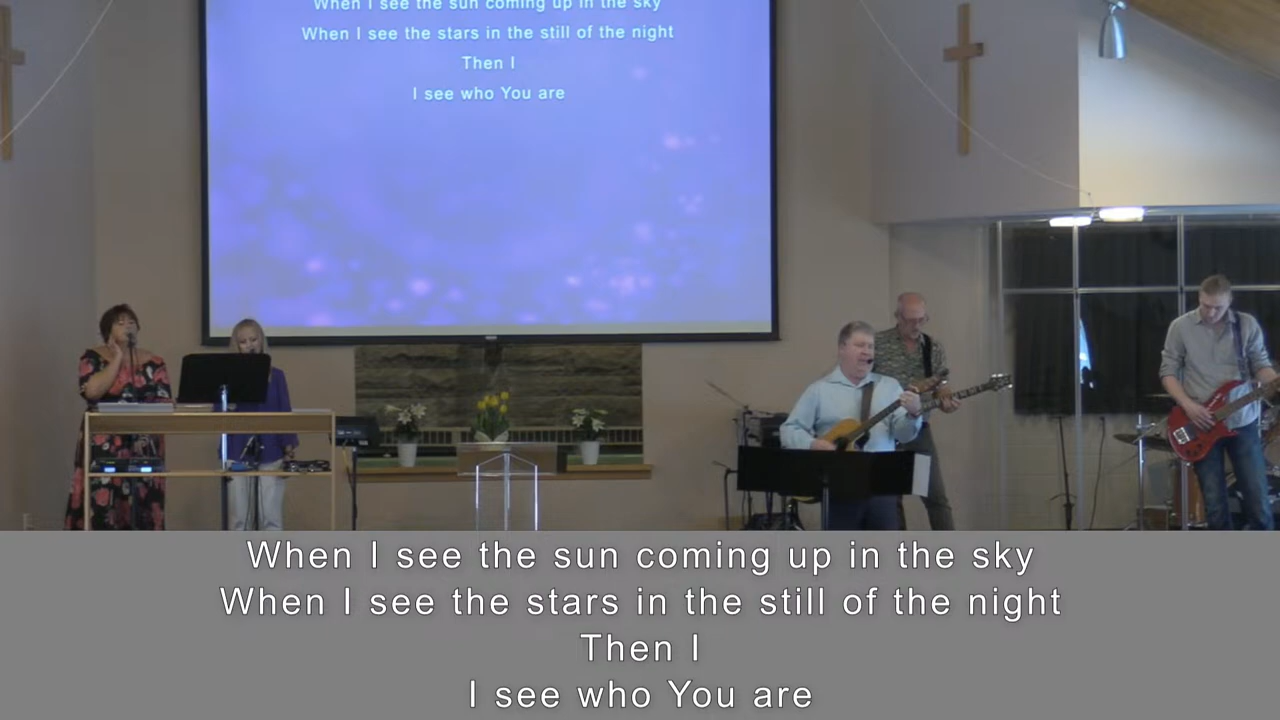 When I see the sun coming up in the sky
When I see the stars in the still of the night
Then I
I see who You are
When I see the sun coming up in the sky
When I see the stars in the still of the night
Then I
I see who You are